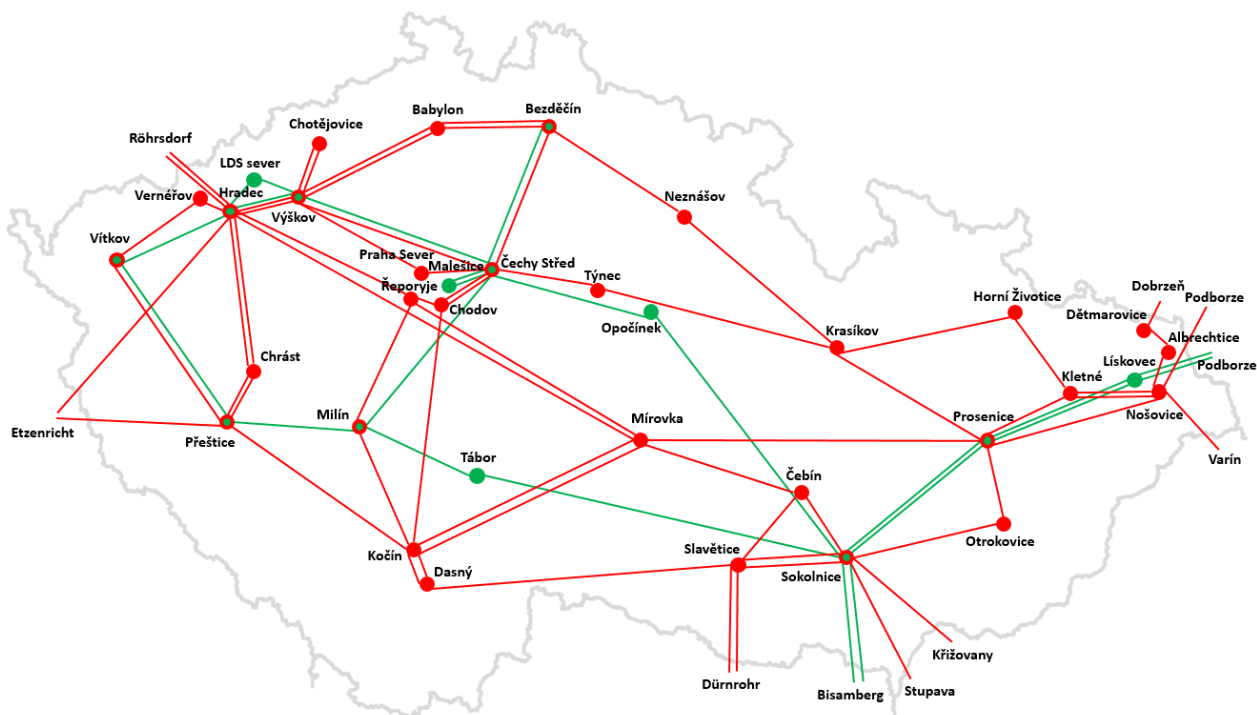 Babylon
Bezděčín
Chotějovice
Röhrsdorf
LDS sever
Vernéřov
Hradec
Neznášov
Výškov
Vítkov
Praha Sever
Malešice
Čechy Střed
Týnec
Řeporyje
Chodov
Opočínek
Krasíkov
Horní Životice
Dobrzeň
Podborze
Dětmarovice
Albrechtice
Lískovec
Podborze
Kletné
Nošovice
Chrást
Etzenricht
Přeštice
Milín
Mírovka
Prosenice
Varín
Tábor
Čebín
Otrokovice
Kočín
Dasný
Slavětice
Sokolnice
Křižovany
Dürnrohr
Bisamberg
Stupava